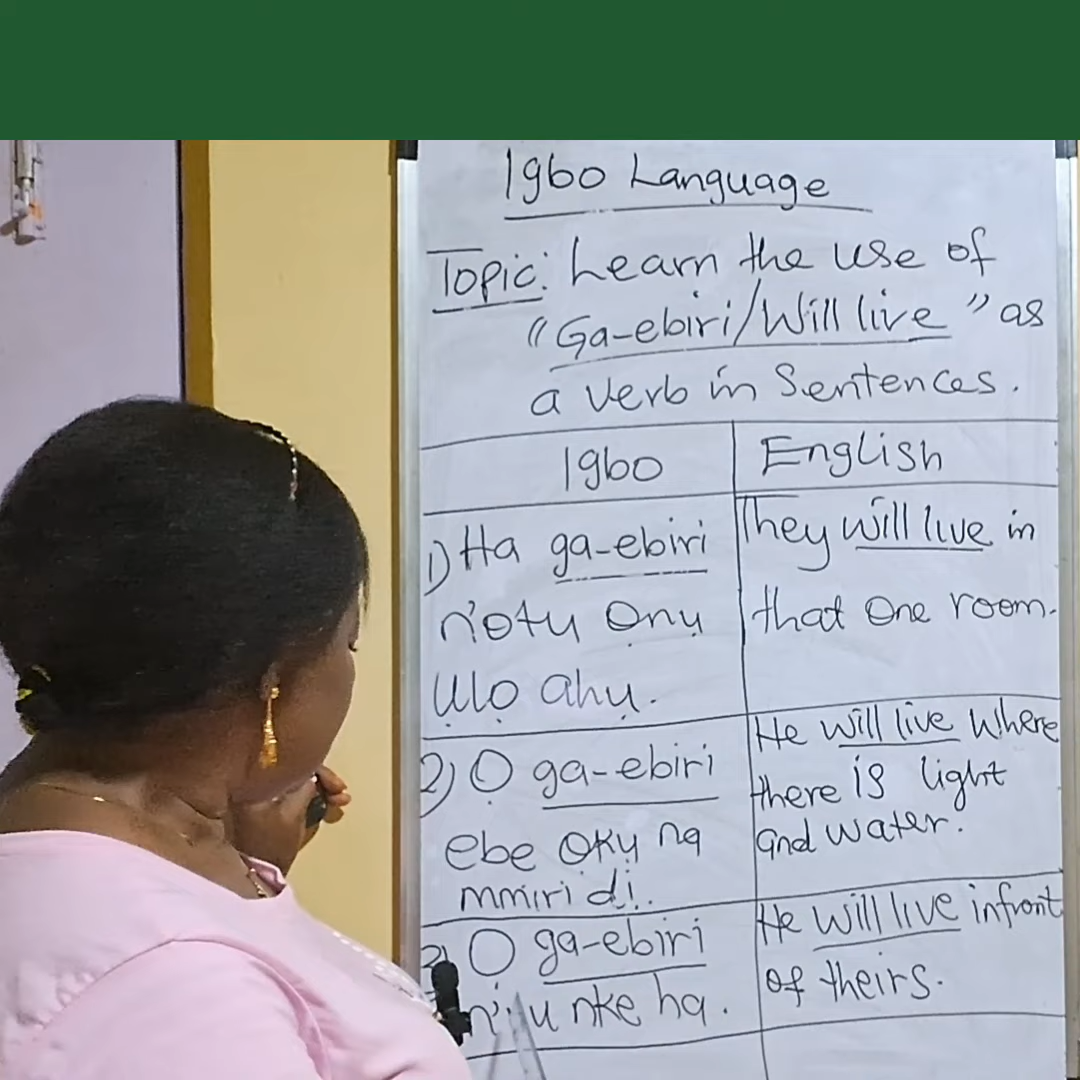 Igbo Language
Topic: Learn the use of
"Ga-ebiri/Will live" as
a verb in Sentences.
Igbo English
1) Ha ga-ebiri
n'otu ọnụ
ụlọ ahụ.
They will live in
that one room.
2) Ọ ga-ebiri
ebe ọkụ na
mmiri dị.
He will live where
there is light
and water.
3) Ọ ga-ebiri
nke ha.
He will live infront
of theirs.